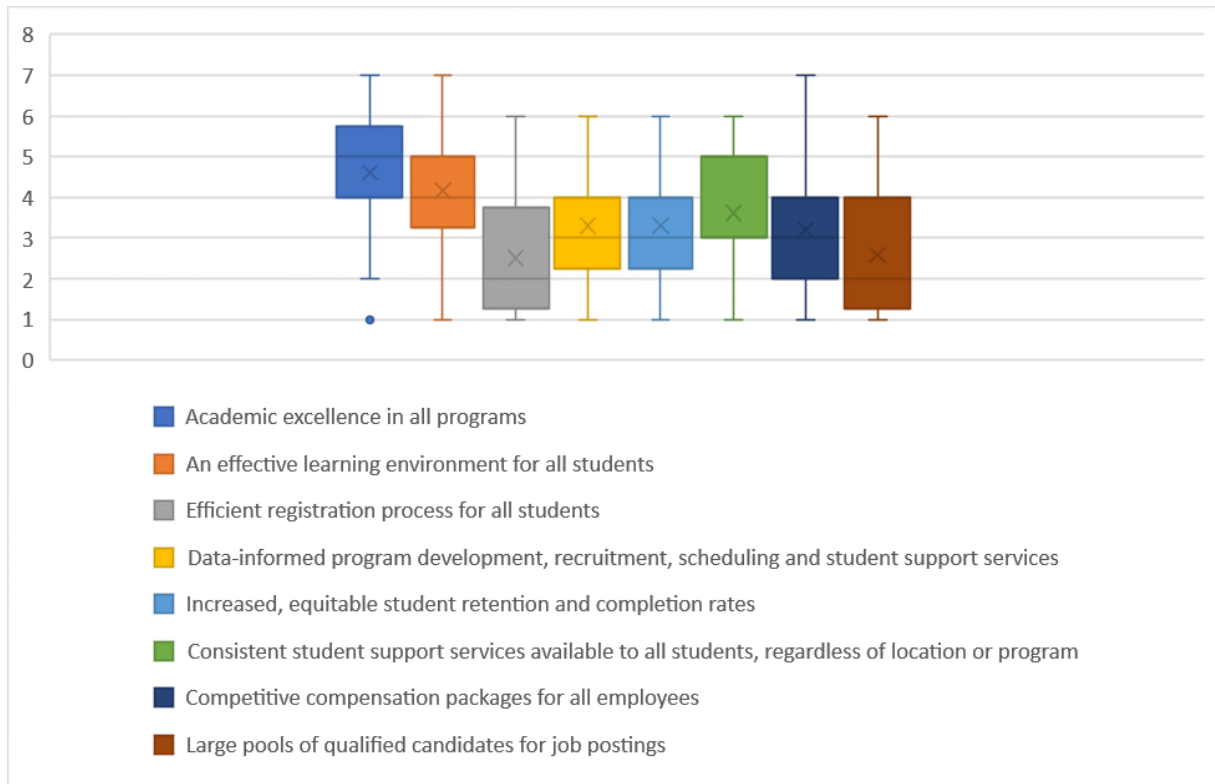 8
7
6
5
4
3
2
1
0
Academic excellence in all programs
An effective learning environment for all students
Efficient registration process for all students
Data-informed program development, recruitment, scheduling and student support services
Increased, equitable student retention and completion rates
Consistent student support services available to all students, regardless of location or program
Competitive compensation packages for all employees
Large pools of qualified candidates for job postings